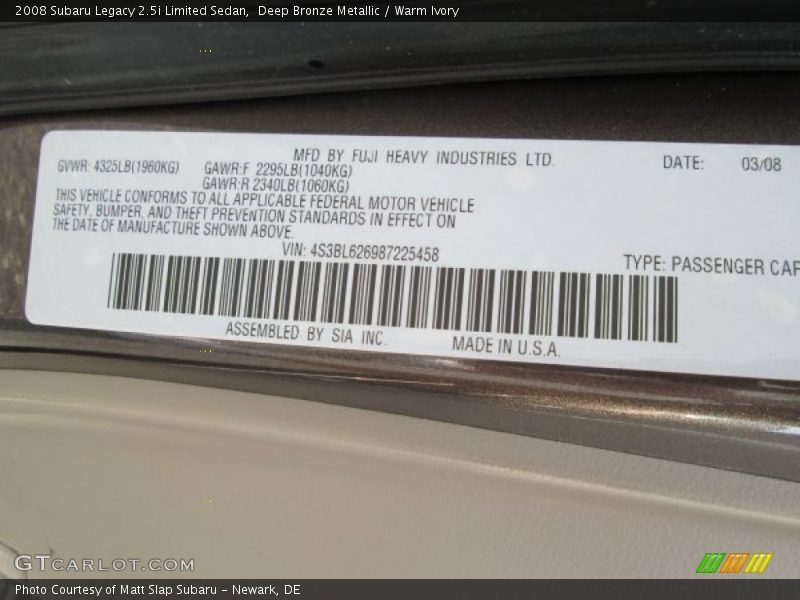 2008 Subaru Legacy 2.5i Limited Sedan,  Deep Bronze Metallic / Warm Ivory
MFD BY FUJI HEAVY INDUSTRIES LTD.
DATE: 03/08
GVWR: 4325LB(1960KG)
GAWR:F 2295LB(1040KG)
GAWR:R 2340LB(1060KG)
THIS VEHICLE CONFORMS TO ALL APPLICABLE FEDERAL MOTOR VEHICLE
SAFETY, BUMPER, AND THEFT PREVENTION STANDARDS IN EFFECT ON
THE DATE OF MANUFACTURE SHOWN ABOVE.
VIN: 4S3BL626987225458
TYPE: PASSENGER CAR
ASSEMBLED BY SIA INC.
MADE IN U.S.A.
GTCARLOT.COM
Photo Courtesy of Matt Slap Subaru - Newark, DE